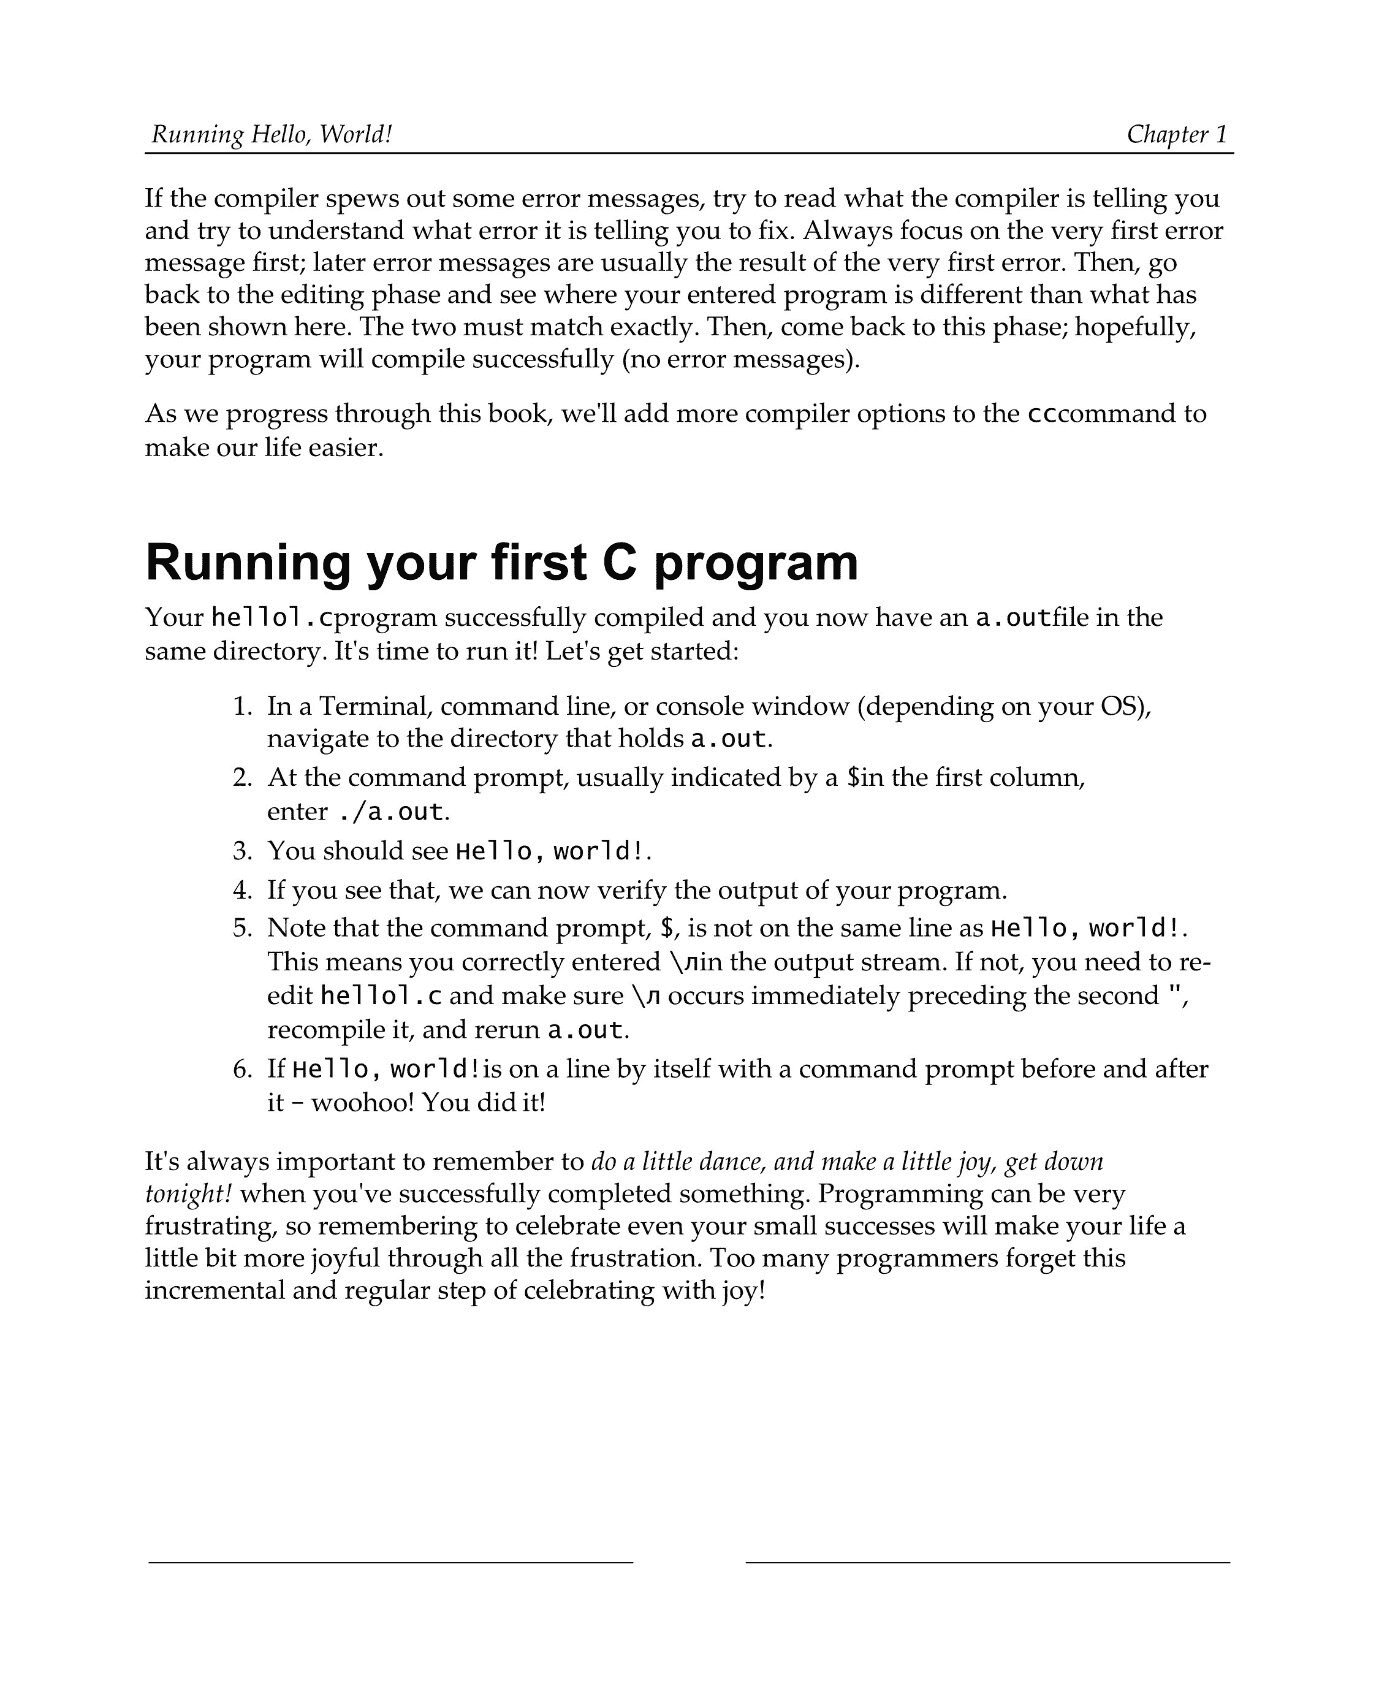 Running Hello, World! Chapter 1
If the compiler spews out some error messages, try to read what the compiler is telling you
and try to understand what error it is telling you to fix. Always focus on the very first error
message first; later error messages are usually the result of the very first error. Then, go
back to the editing phase and see where your entered program is different than what has
been shown here. The two must match exactly. Then, come back to this phase; hopefully,
your program will compile successfully (no error messages).
As we progress through this book, we'll add more compiler options to the cccommand to
make our life easier.
Running your first C program
Your hellol.cprogram successfully compiled and you now have an a.outfile in the
same directory. It's time to run it! Let's get started:
1. In a Terminal, command line, or console window (depending on your OS),
navigate to the directory that holds a.out.
2. At the command prompt, usually indicated by a $in the first column,
enter ./a.out.
3. You should see Hello, world!.
4. If you see that, we can now verify the output of your program.
5. Note that the command prompt, $, is not on the same line as Hello, world!.
This means you correctly entered \лin the output stream. If not, you need to re-
edit hellol.c and make sure \л occurs immediately preceding the second ",
recompile it, and rerun a.out.
6. If Hello, world!is on a line by itself with a command prompt before and after
it – woohoo! You did it!
It's always important to remember to do a little dance, and make a little joy, get down
tonight! when you've successfully completed something. Programming can be very
frustrating, so remembering to celebrate even your small successes will make your life a
little bit more joyful through all the frustration. Too many programmers forget this
incremental and regular step of celebrating with joy!